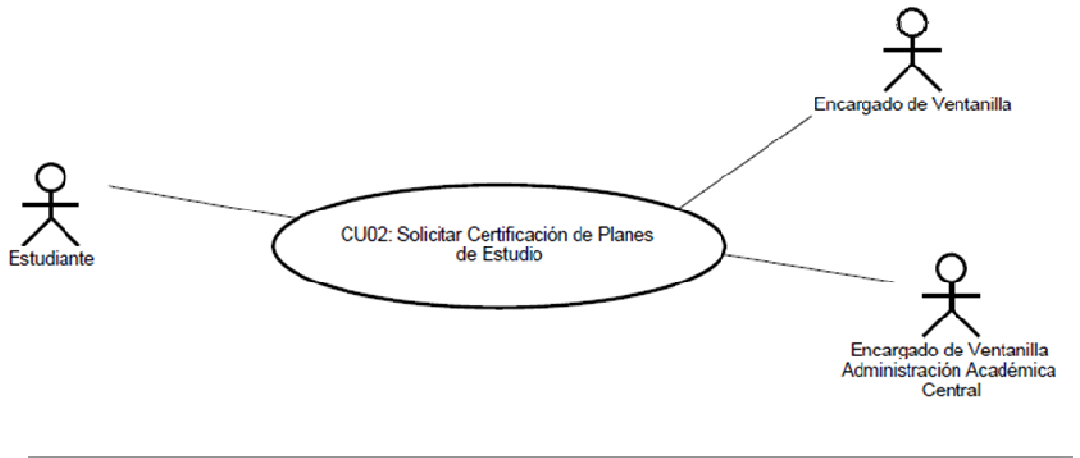 Encargado de Ventanilla
CU02: Solicitar Certificación de Planes
de Estudio
Estudiante
Encargado de Ventanilla
Administración Académica
Central